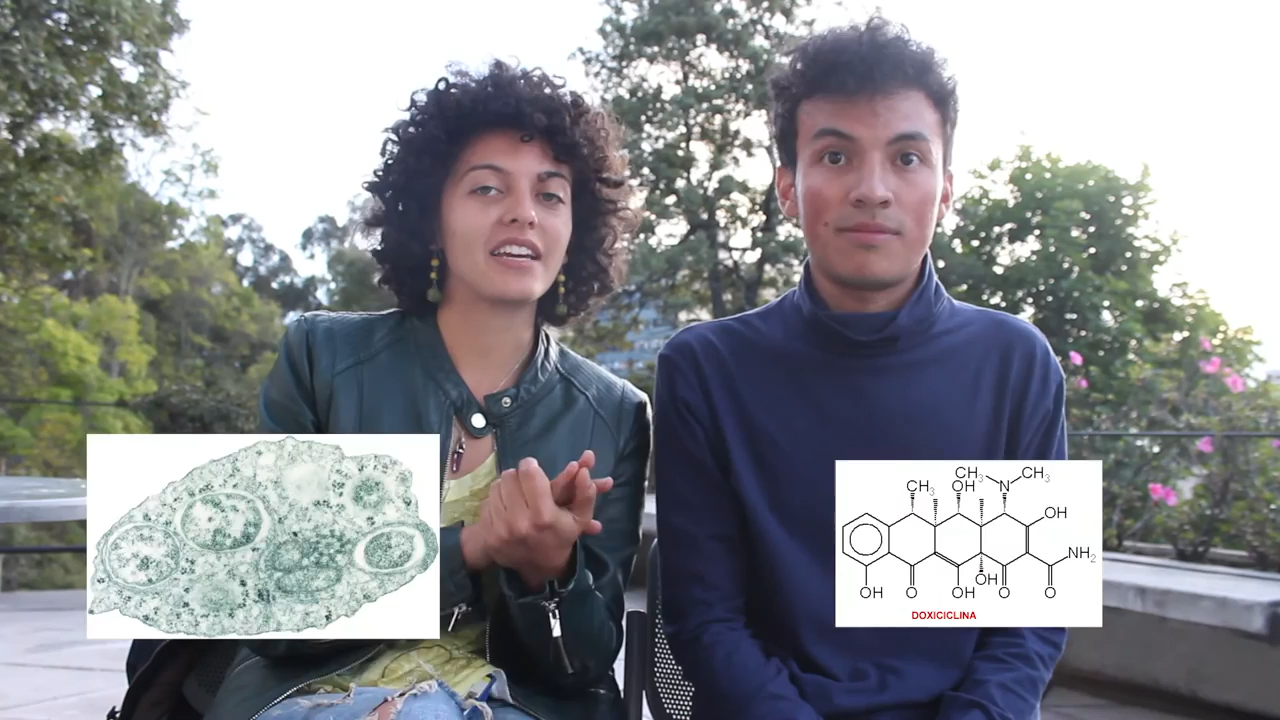 CH3 CH3 OH N CH3
OH
NH2
OH O OH OH O O
DOXICICLINA